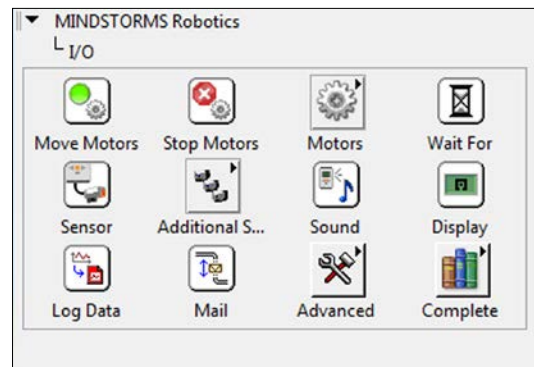 MINDSTORMS Robotics
I/O
Move Motors Stop Motors Motors Wait For
Sensor Additional S... Sound Display
Log Data Mail Advanced Complete